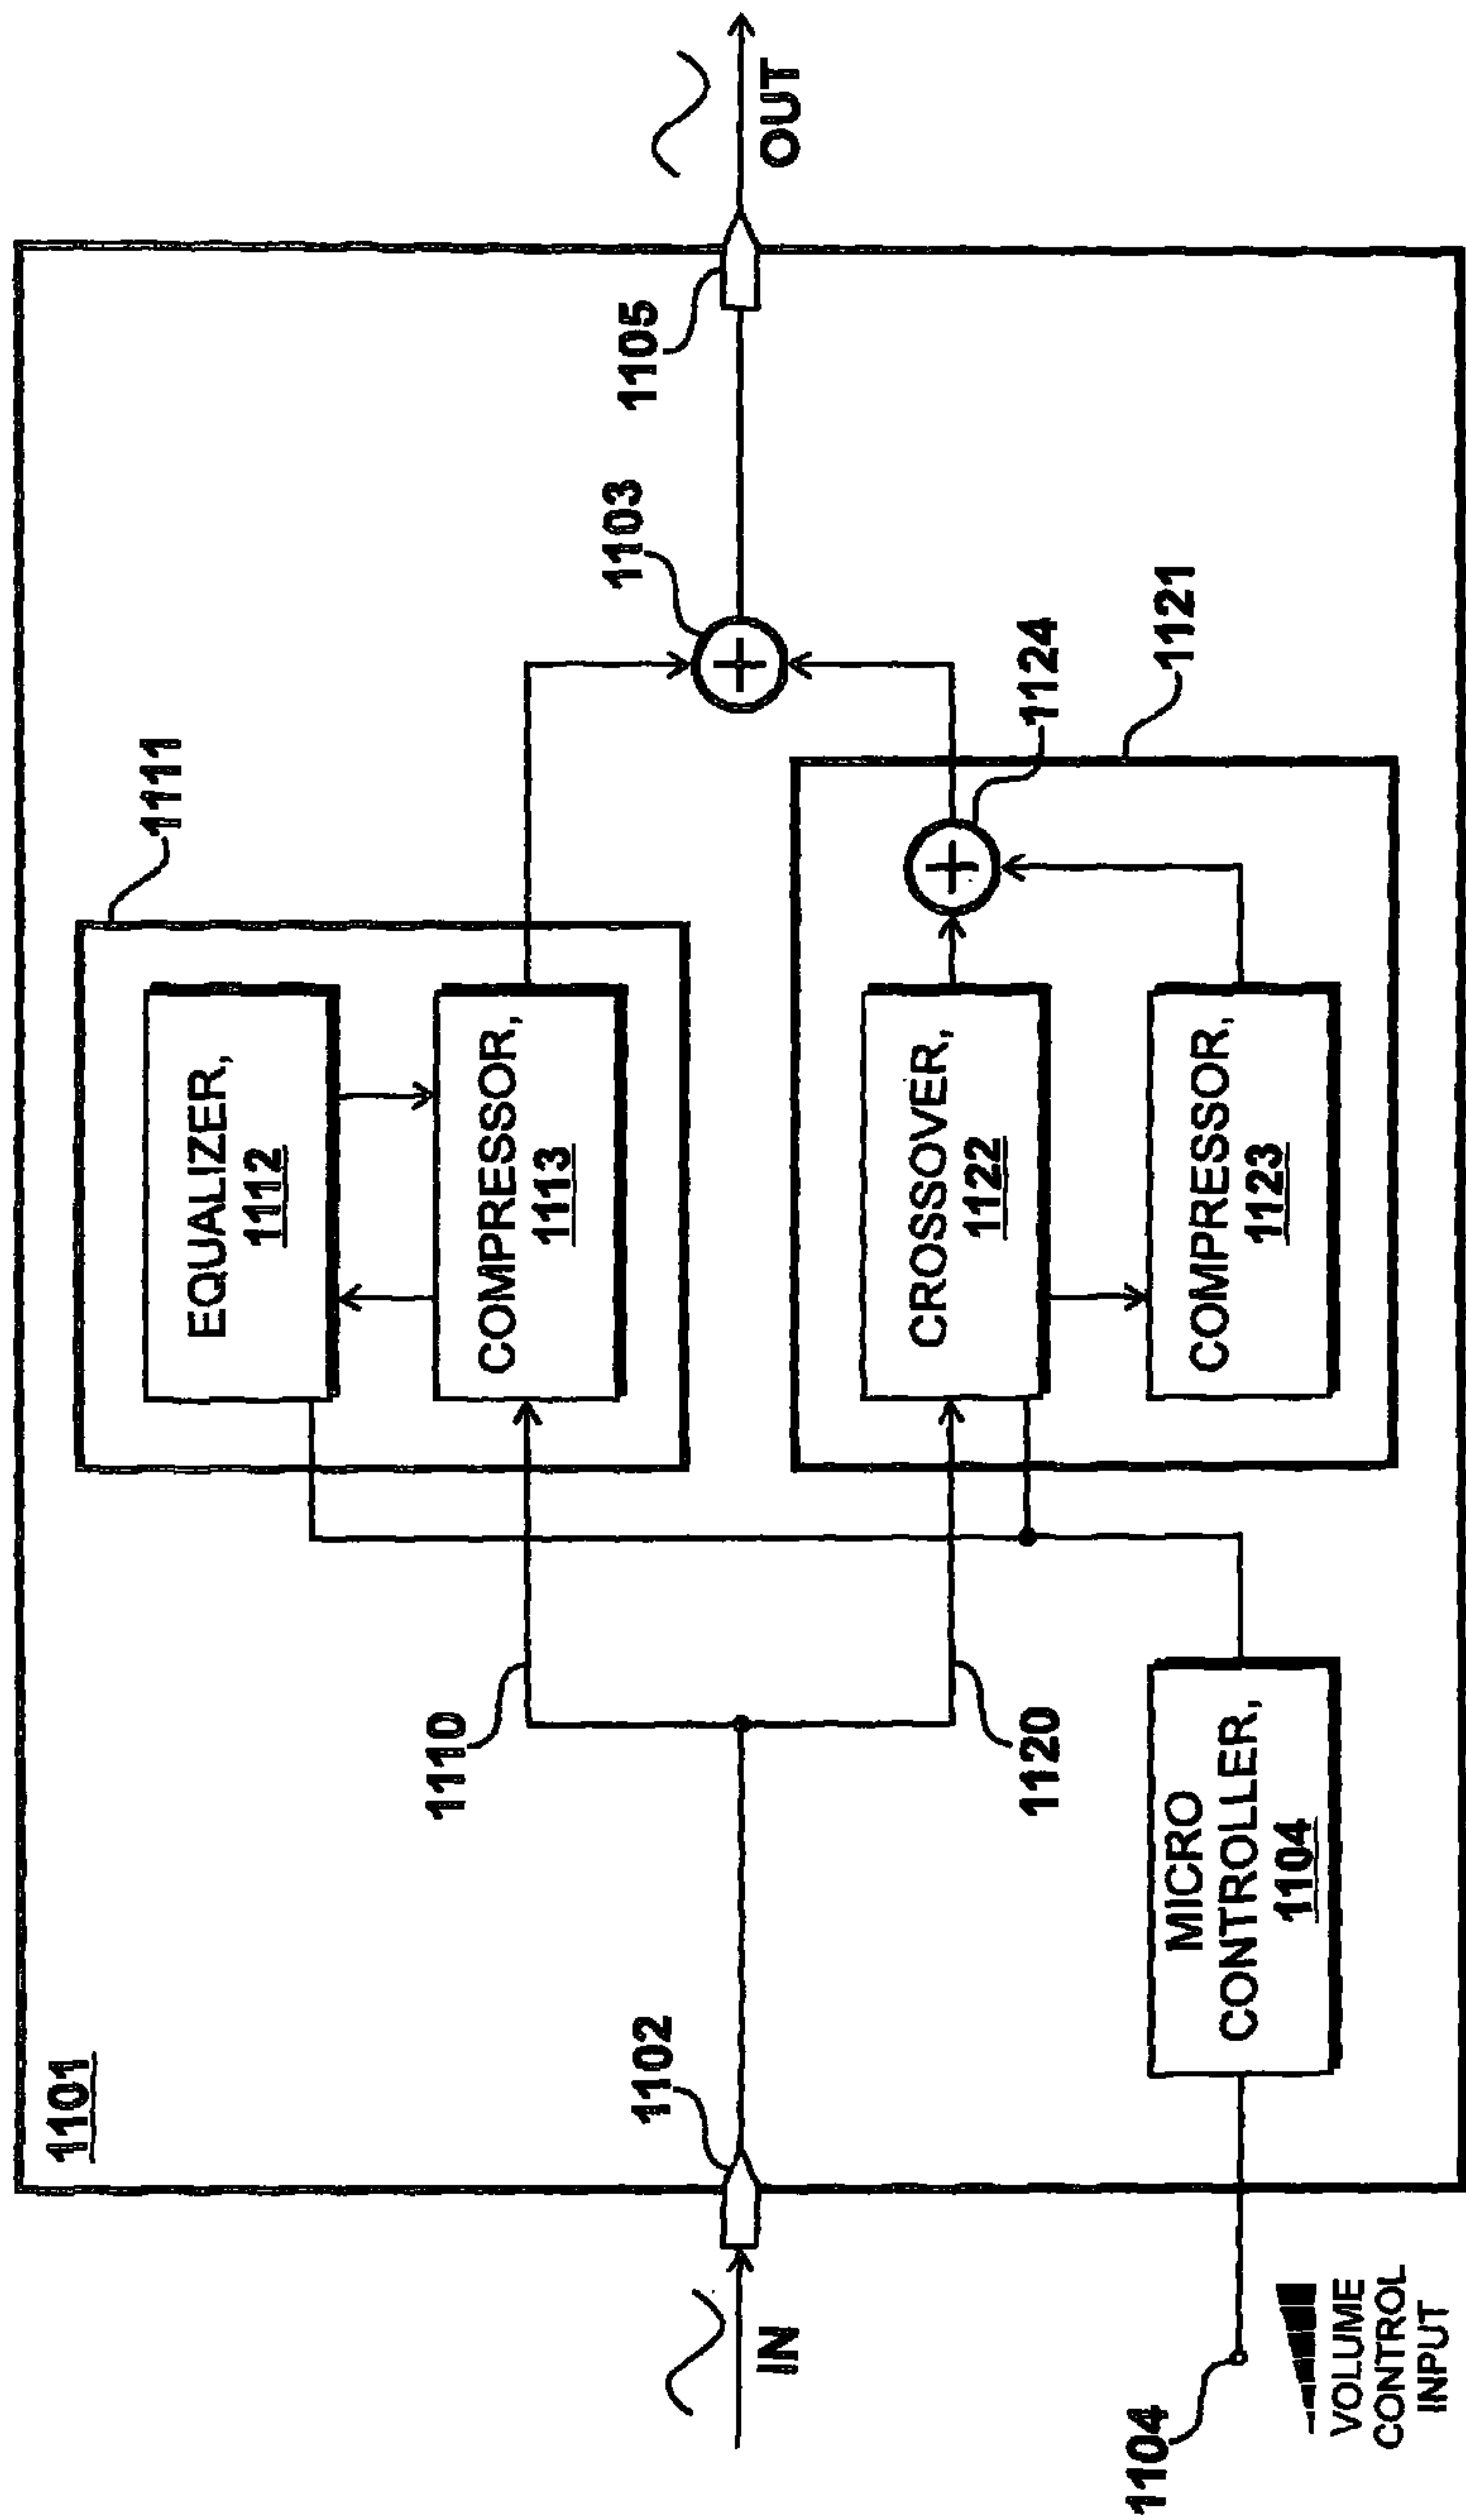 1101
1111
EQUALIZER,
1112
COMPRESSOR,
1113
1110
1102
1103
1105
IN
OUT
CROSSOVER,
1122
1124
1120
COMPRESSOR,
1123
1121
MICRO
CONTROLLER,
1104
1104
VOLUME
CONTROL
INPUT